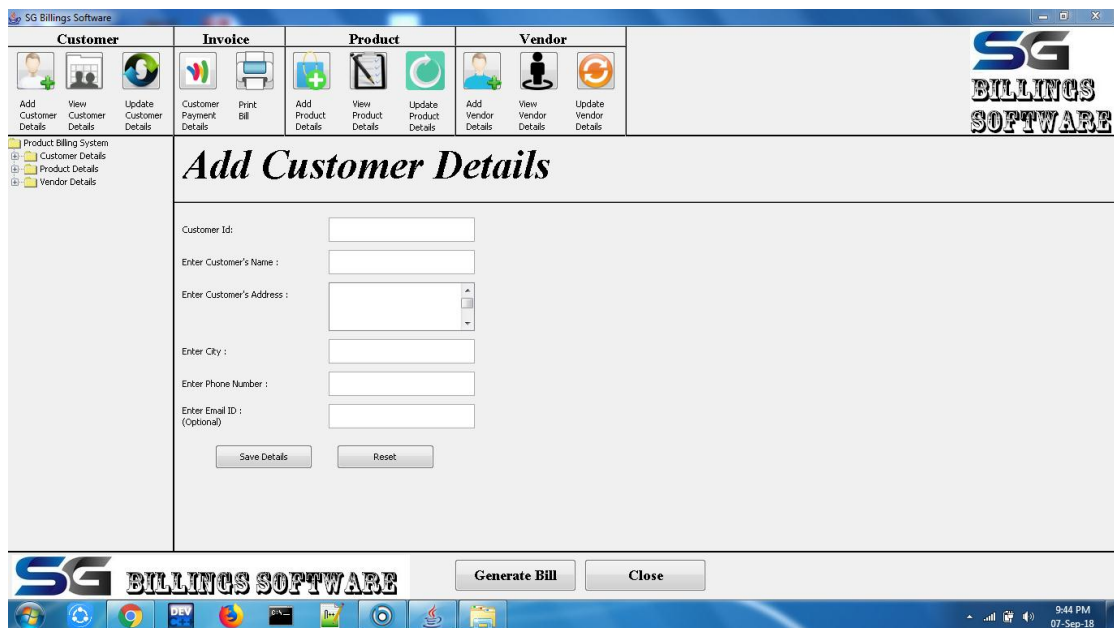 SG Billings Software
Customer
Invoice
Product
Vendor
Add Customer Details
View Customer Details
Update Customer Details
Customer Payment Details
Print Bill
Add Product Details
View Product Details
Update Product Details
Add Vendor Details
View Vendor Details
Update Vendor Details
SG
BILLINGS
SOFTWARE
Product Billing System
Customer Details
Product Details
Vendor Details
Add Customer Details
Customer Id:
Enter Customer's Name :
Enter Customer's Address :
Enter City :
Enter Phone Number :
Enter Email ID :
(Optional)
Save Details
Reset
SG BILLINGS SOFTWARE
Generate Bill
Close
DEV
9:44 PM
07-Sep-18